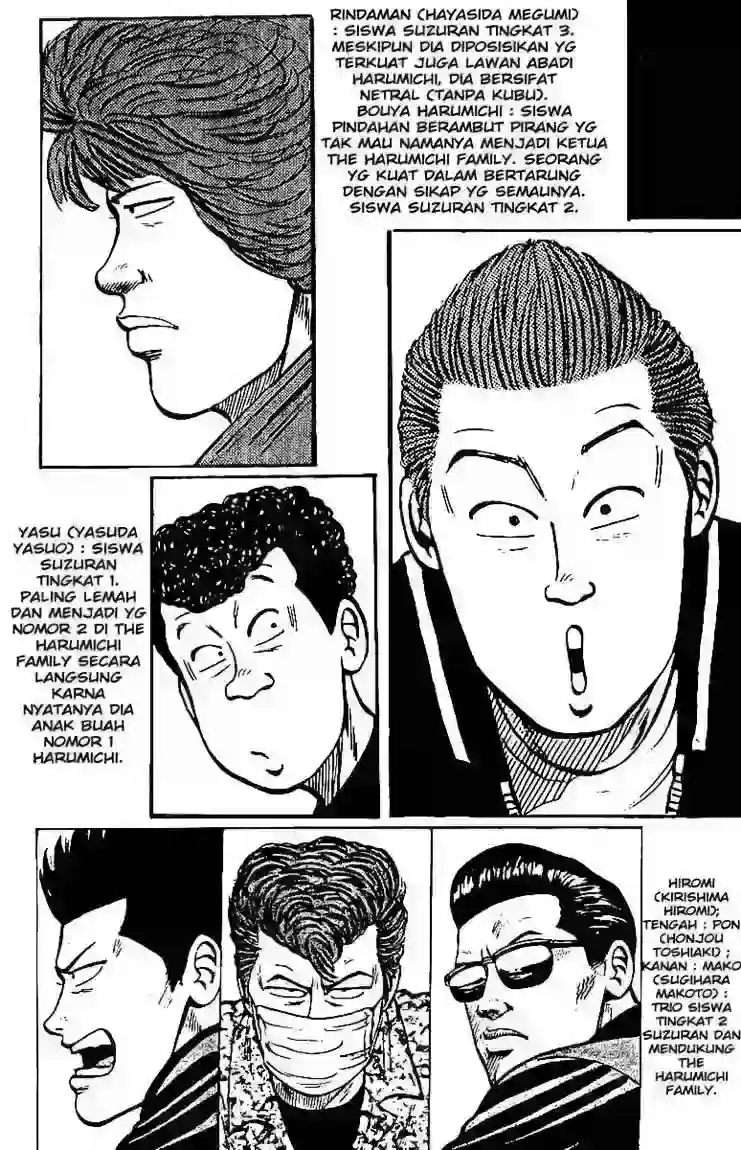 RINDAMAN (HAYASIDA MEGUMI)
: SISWA SUZURAN TINGKAT 3.
MESKIPUN DIA DIPOSISIKAN YG
TERKUAT JUGA LAWAN ABADI
HARUMICHI, DIA BERSIFAT
NETRAL (TANPA KUBU).
BOUYA HARUMICHI : SISWA
PINDAHAN BERAMBUT PIRANG YG
TAK MAU NAMANYA MENJADI KETUA
THE HARUMICHI FAMILY. SEORANG
YG KUAT DALAM BERTARUNG
DENGAN SIKAP YG SEMAUNYA.
SISWA SUZURAN TINGKAT 2.
YASU (YASUDA
YASUO) : SISWA
SUZURAN
TINGKAT 1.
PALING LEMAH
DAN MENJADI YG
NOMOR 2 DI THE
HARUMICHI
FAMILY SECARA
LANGSUNG
KARNA
NYATANYA DIA
ANAK BUAH
NOMOR 1
HARUMICHI.
HIROMI
(KIRISHIMA
HIROMI);
TENGAH : PON
(HONJOU
TOSHIAKI) ;
KANAN : MAKO
(SUGIHARA
MAKOTO) :
TRIO SISWA
TINGKAT 2
SUZURAN DAN
MENDUKUNG
THE
HARUMICHI
FAMILY.